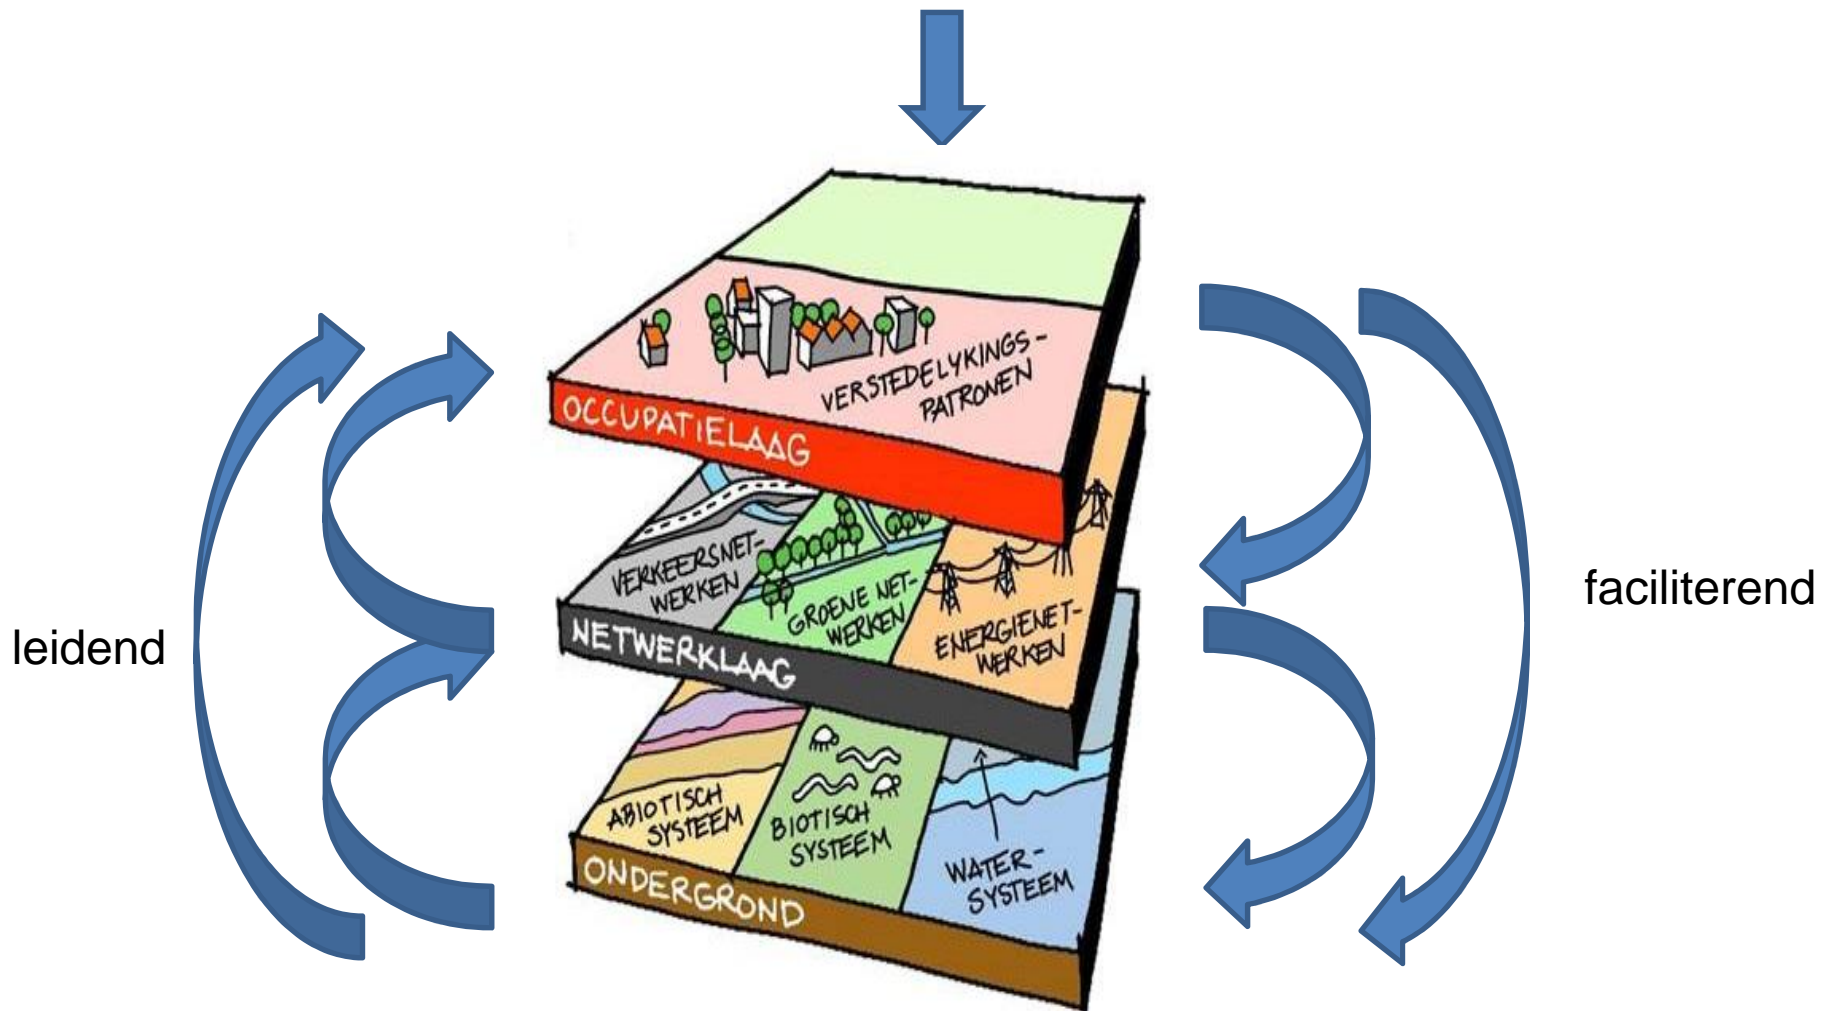 VERSTEDELYKINGS-
PATRONEN
OCCUPATIELAAG
VERKEERSNET-
WERKEN
GROENE NET-
WERKEN
ENERGIENET-
WERKEN
NETWERKLAAG
faciliterend
leidend
ABIOTISCH
SYSTEEM
BIOTISCH
SYSTEEM
WATER-
SYSTEEM
ONDERGROND